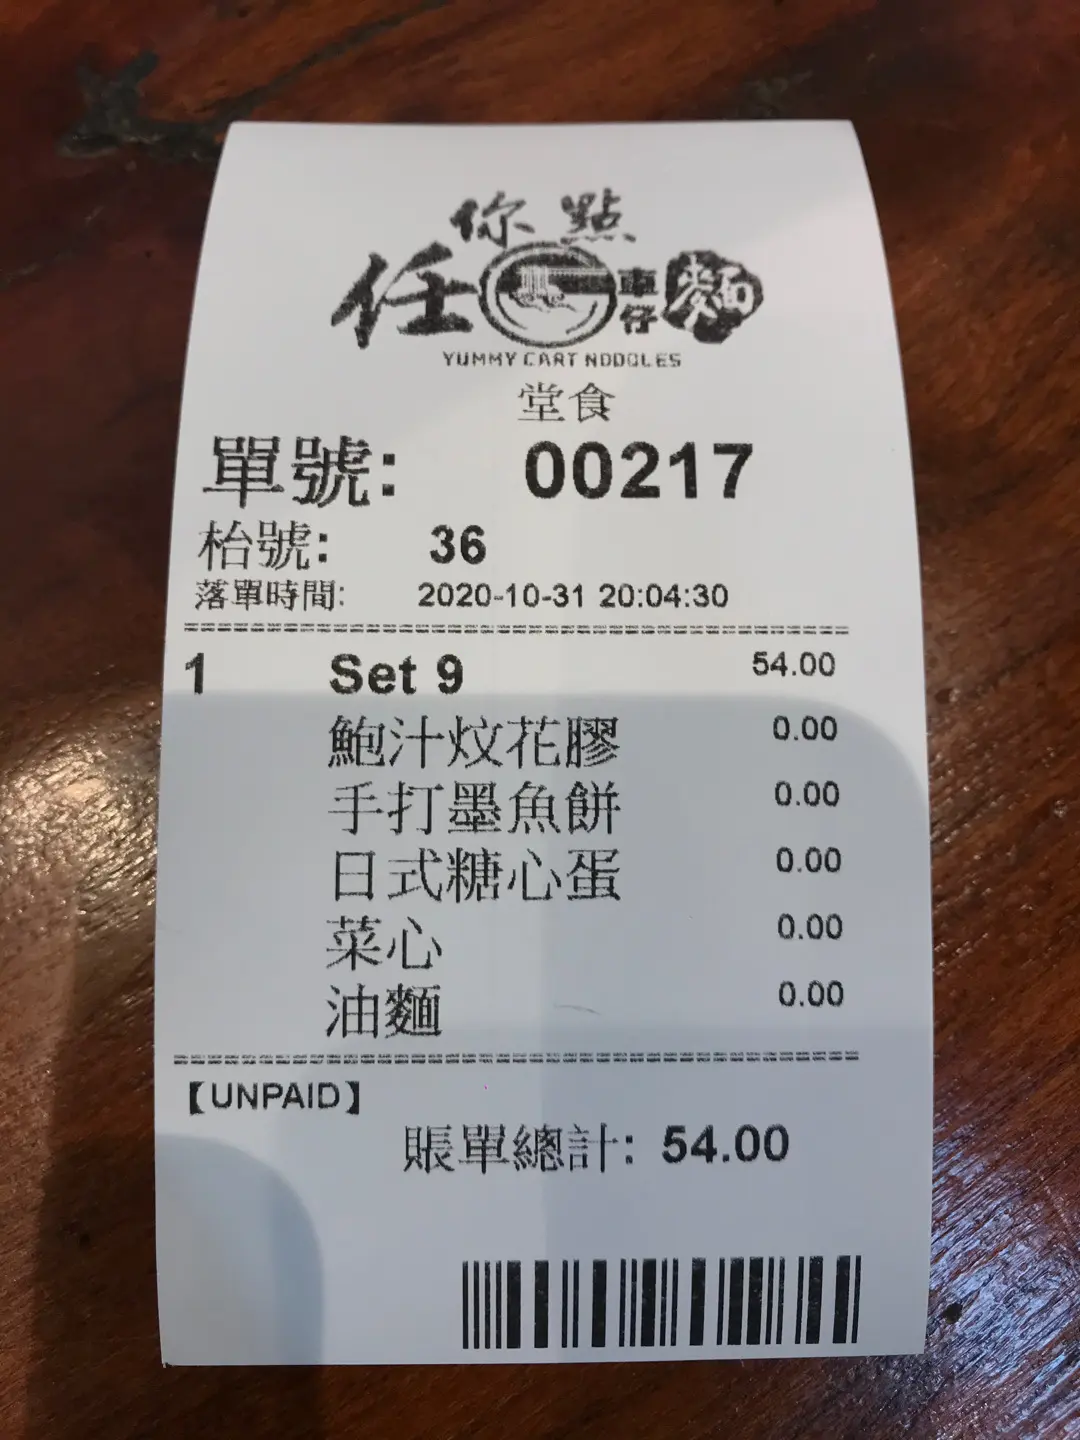 任你點車仔麵
YUMMY CART NOODLES
堂食
單號: 00217
枱號: 36
落單時間: 2020-10-31 20:04:30
1 Set 9 54.00
鮑汁炆花膠 0.00
手打墨魚餅 0.00
日式糖心蛋 0.00
菜心 0.00
油麵 0.00
【UNPAID】
賬單總計: 54.00